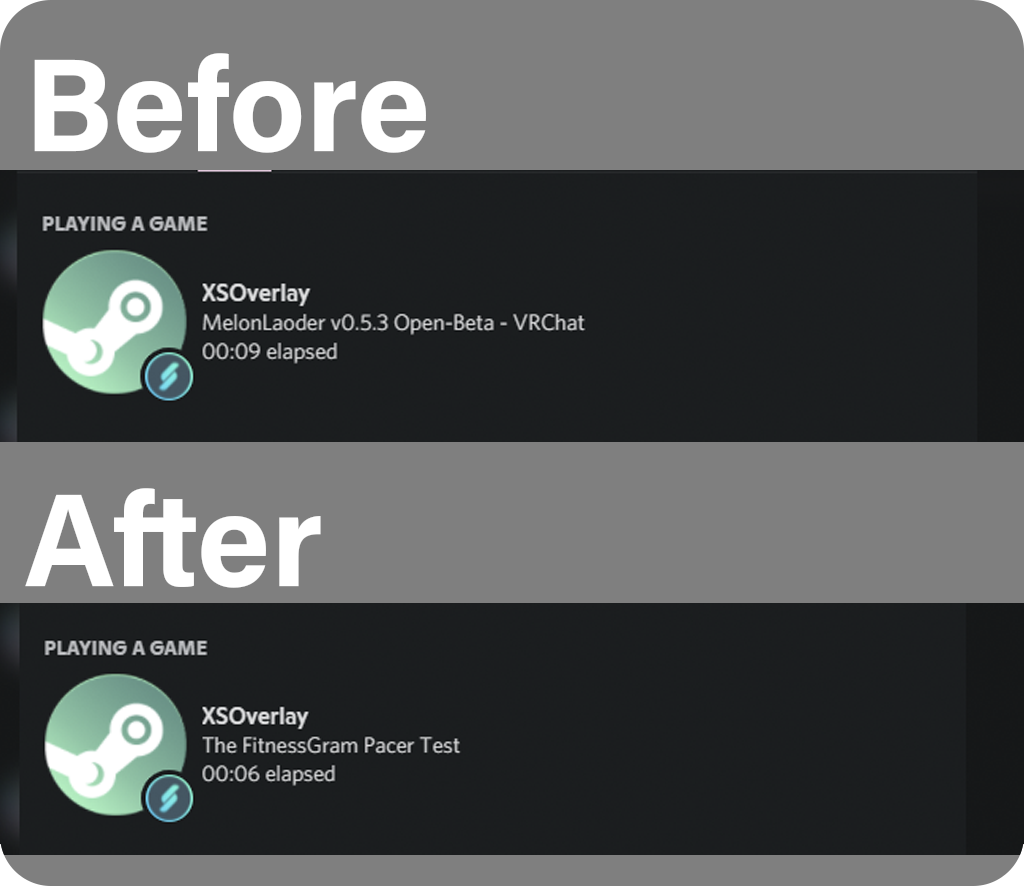 Before
PLAYING A GAME
XSOverlay
MelonLaoder v0.5.3 Open-Beta - VRChat
00:09 elapsed
After
PLAYING A GAME
XSOverlay
The FitnessGram Pacer Test
00:06 elapsed